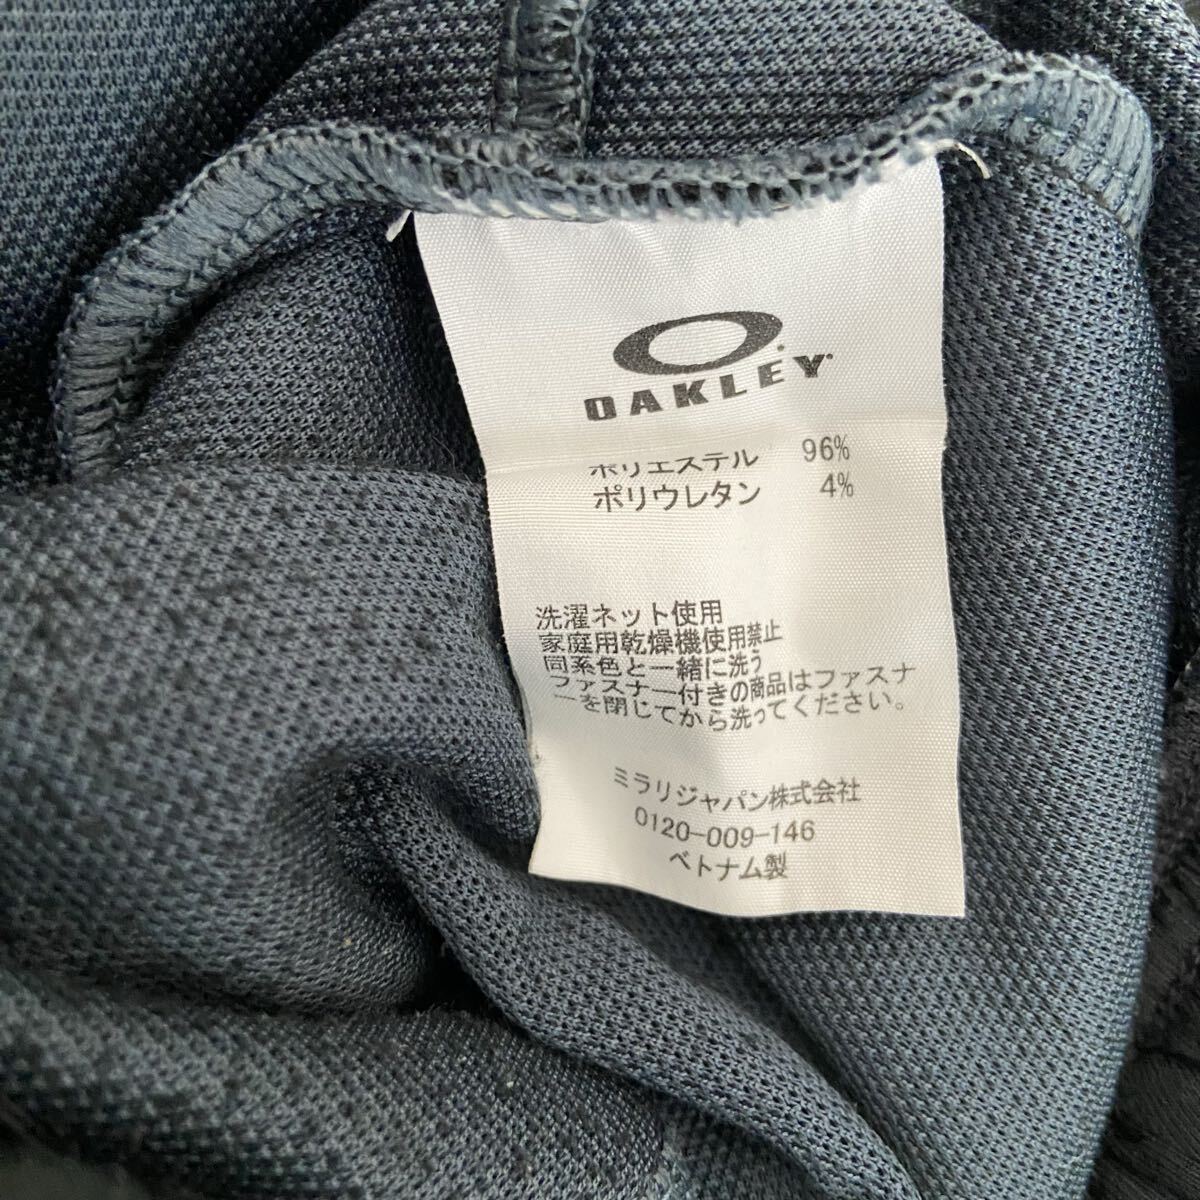 OAKLEY
ポリエステル 96%
ポリウレタン 4%
洗濯ネット使用
家庭用乾燥機使用禁止
同系色と一緒に洗う
ファスナー付きの商品はファスナ
ーを閉じてから洗ってください。
ミラリジャパン株式会社
0120-009-146
ベトナム製